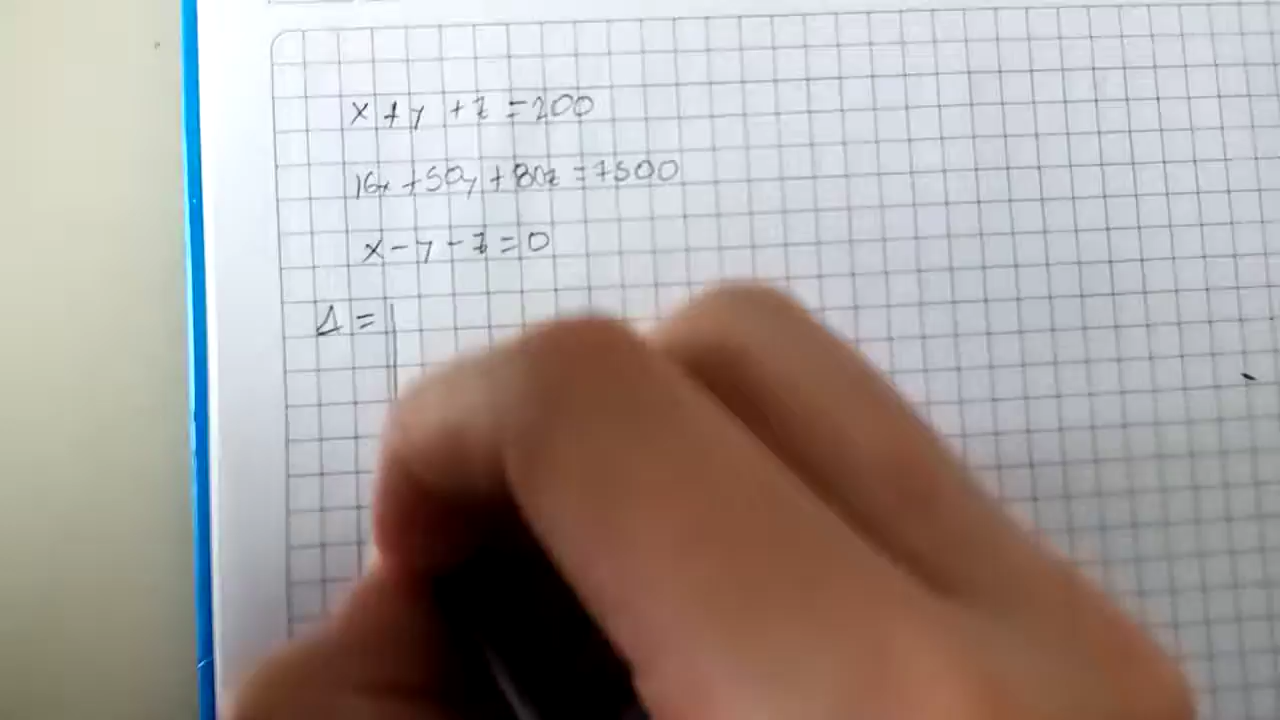 x + y + z = 200
16x + 50y + 80z = 7500
x - y - z = 0
Δ = |